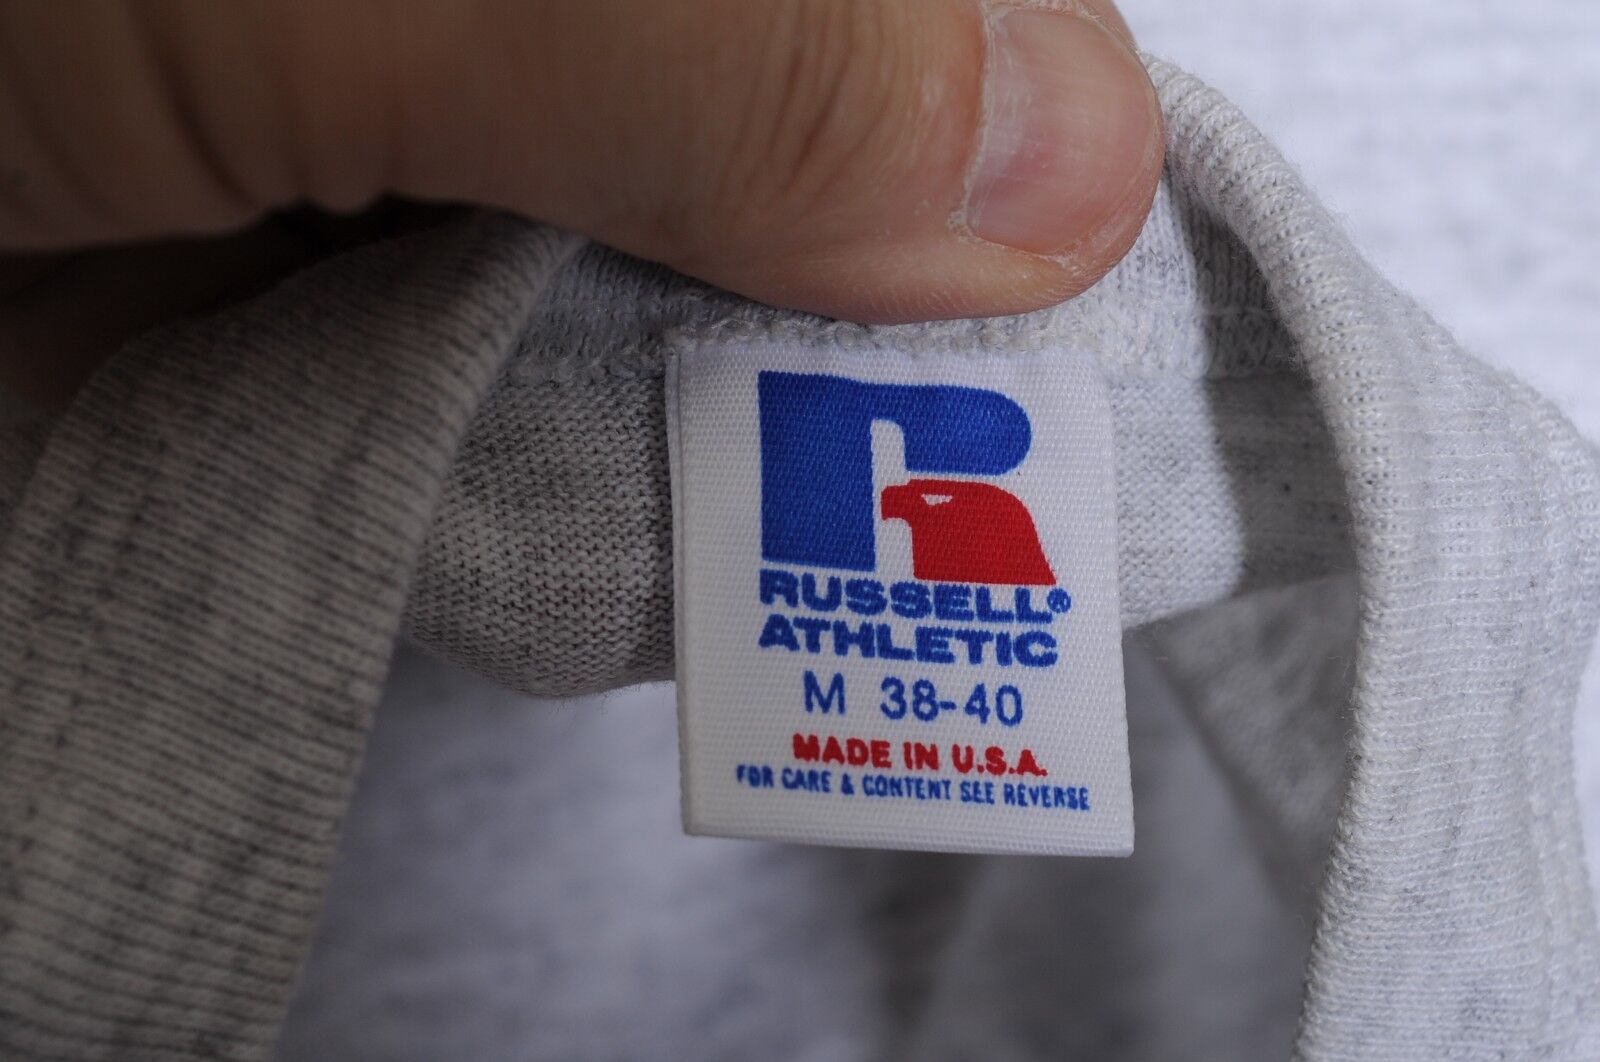 RUSSELL®
ATHLETIC
M 38-40
MADE IN U.S.A.
FOR CARE & CONTENT SEE REVERSE